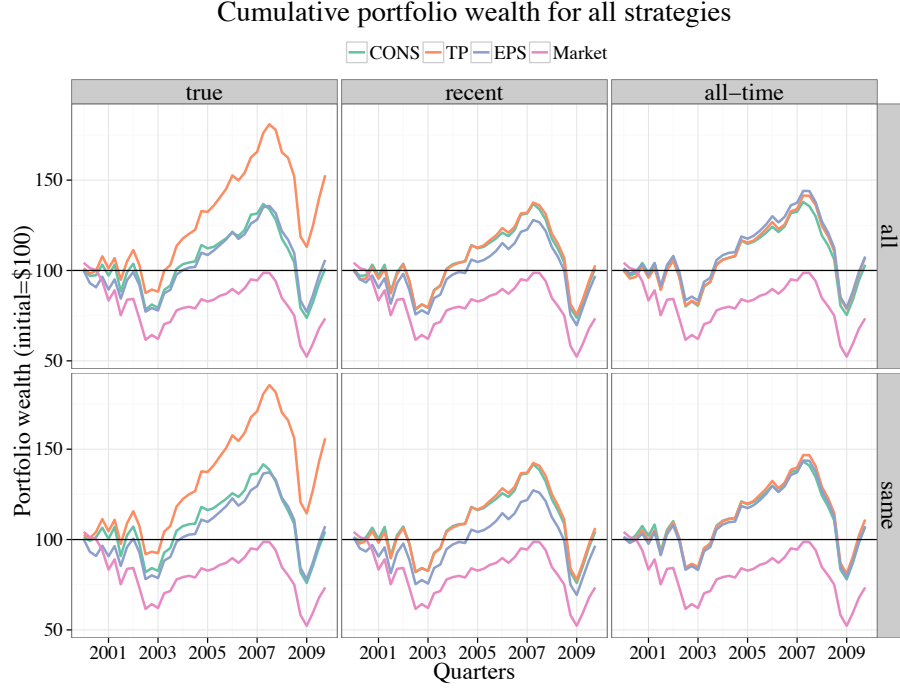 Cumulative portfolio wealth for all strategies
CONS TP EPS Market
true recent all−time
150
100
50
all
150
100
50
same
Portfolio wealth (initial=$100)
2001 2003 2005 2007 2009 2001 2003 2005 2007 2009 2001 2003 2005 2007 2009
Quarters